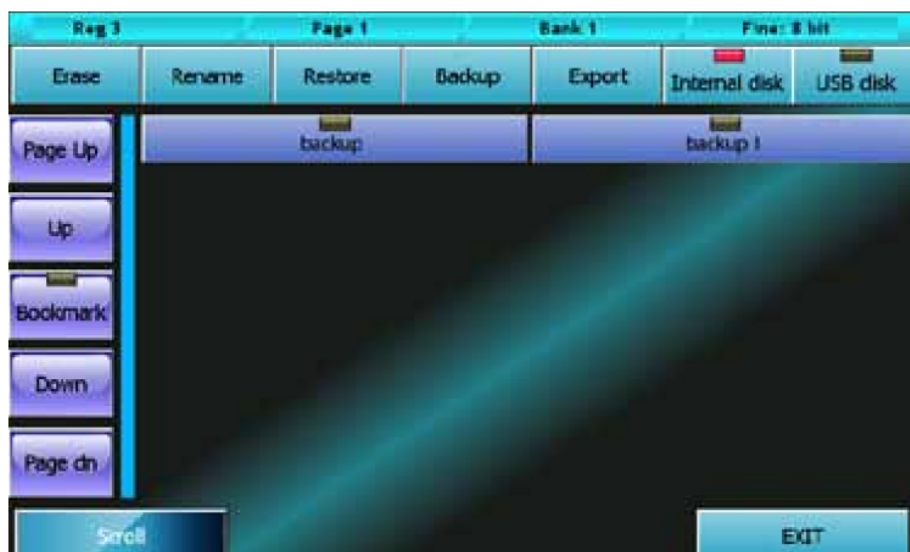 Reg 3 Page 1 Bank 1 Fine: 8 bit
Erase Rename Restore Backup Export Internal disk USB disk
Page Up backup backup 1
Up
Bookmark
Down
Page dn
Scroll EXIT